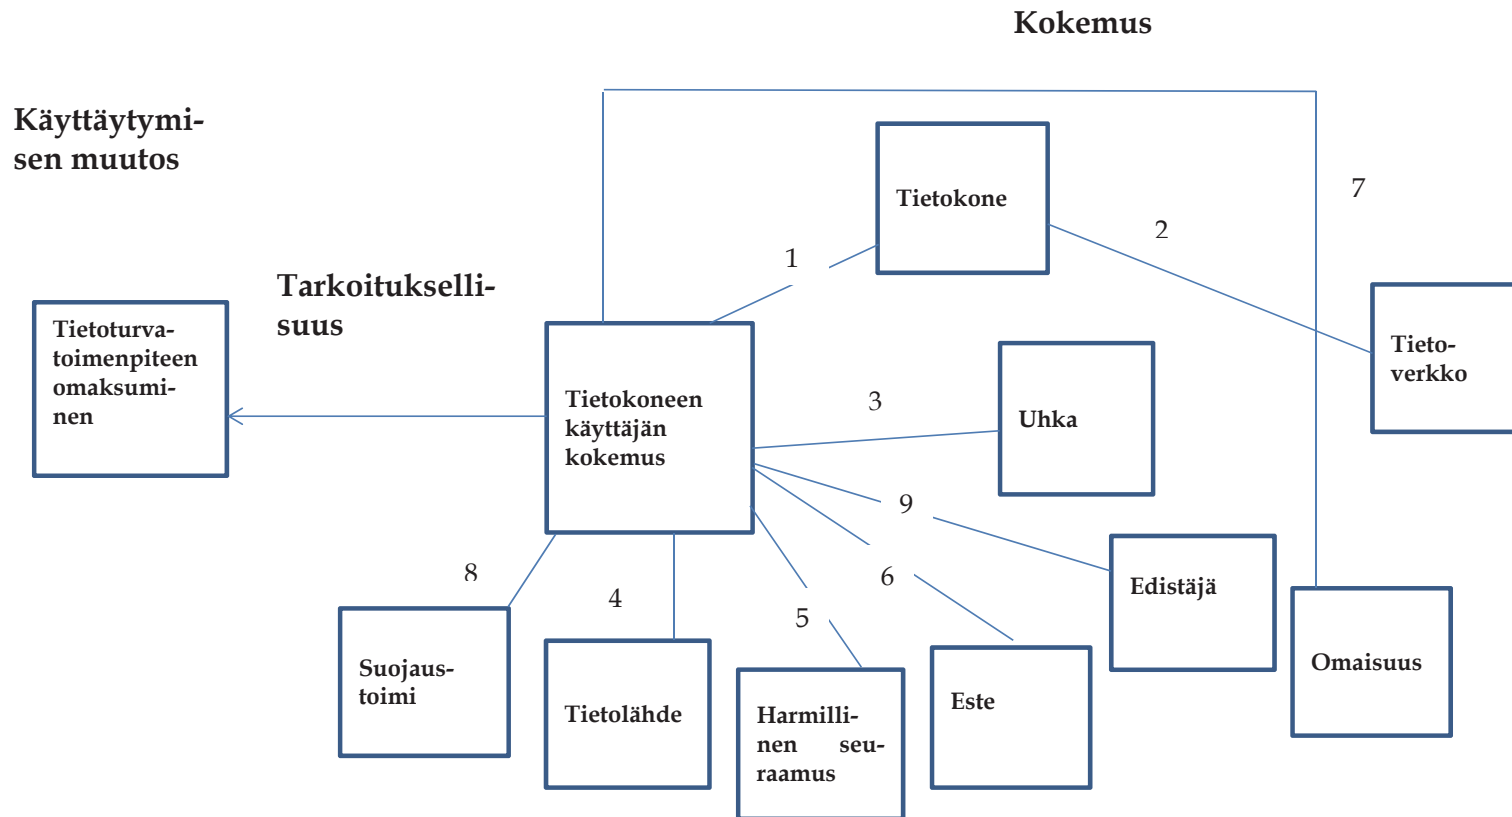 Kokemus
Käyttäytymi-
sen muutos
Tietokone
7
2
1
Tarkoitukselli-
suus
Tietoturva-
toimenpiteen
omaksumi-
nen
Tieto-
verkko
Tietokoneen
käyttäjän
kokemus
3
Uhka
9
8
4
5
6
Edistäjä
Suojaus-
toimi
Tietolähde
Harmilli-
nen seu-
raamus
Este
Omaisuus